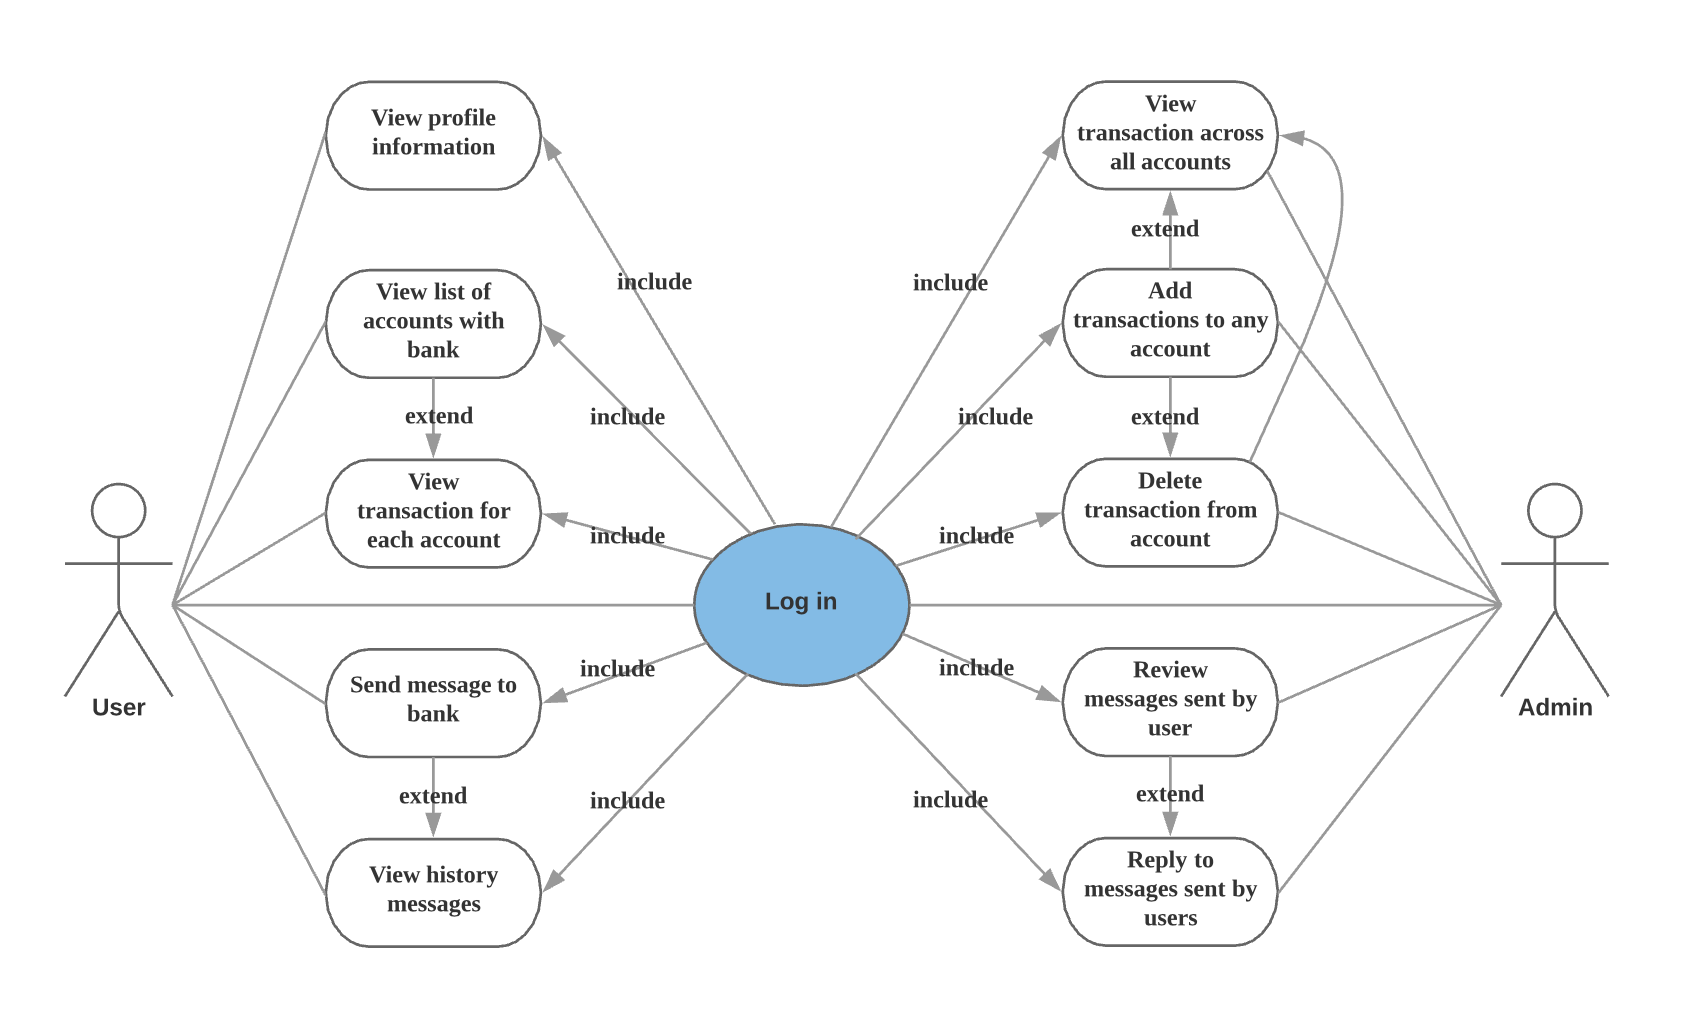 View profile
information
View list of
accounts with
bank
extend
View
transaction for
each account
Send message to
bank
extend
View history
messages
User
include
include
include
include
include
Log in
include
include
include
include
include
View
transaction across
all accounts
extend
Add
transactions to any
account
extend
Delete
transaction from
account
Review
messages sent by
user
extend
Reply to
messages sent by
users
Admin